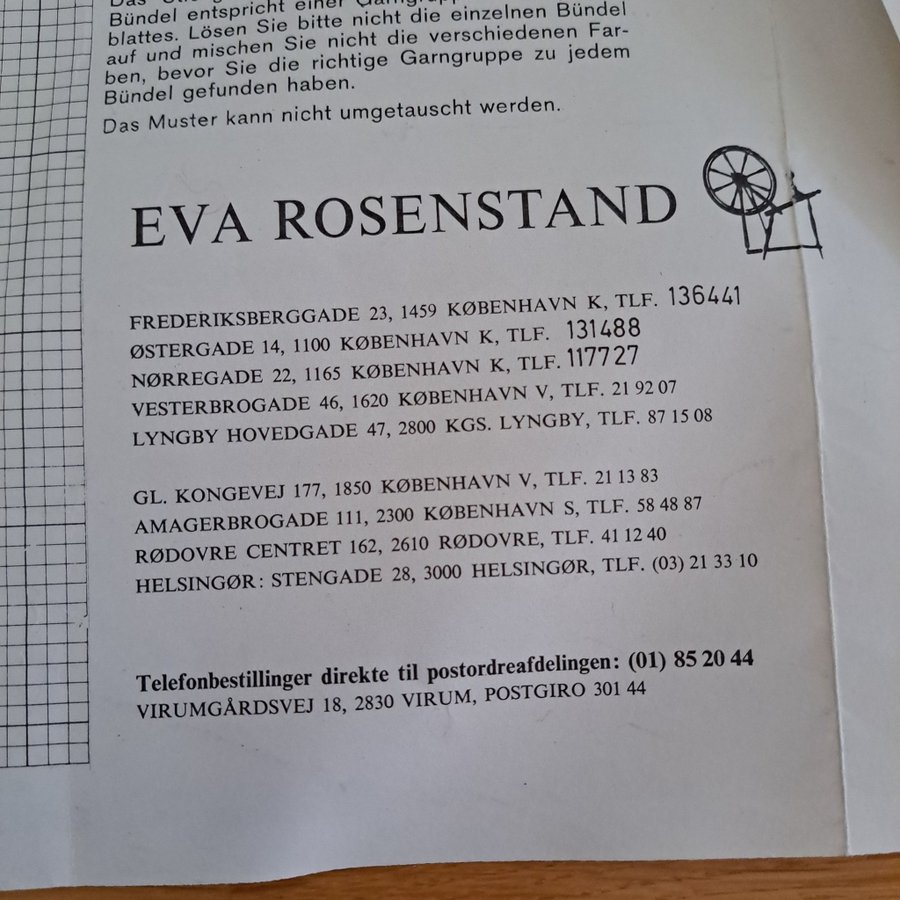 Bündel entspricht einer
blattes. Lösen Sie bitte nicht die einzelnen Bündel
auf und mischen Sie nicht die verschiedenen Far-
ben, bevor Sie die richtige Garngruppe zu jedem
Bündel gefunden haben.
Das Muster kann nicht umgetauscht werden.
EVA ROSENSTAND
FREDERIKSBERGGADE 23, 1459 KØBENHAVN K, TLF. 136441
ØSTERGADE 14, 1100 KØBENHAVN K, TLF. 131488
NØRREGADE 22, 1165 KØBENHAVN K, TLF. 117727
VESTERBROGADE 46, 1620 KØBENHAVN V, TLF. 21 92 07
LYNGBY HOVEDGADE 47, 2800 KGS. LYNGBY, TLF. 87 15 08
GL. KONGEVEJ 177, 1850 KØBENHAVN V, TLF. 21 13 83
AMAGERBROGADE 111, 2300 KØBENHAVN S, TLF. 58 48 87
RØDOVRE CENTRET 162, 2610 RØDOVRE, TLF. 41 12 40
HELSINGØR: STENGADE 28, 3000 HELSINGØR, TLF. (03) 21 33 10
Telefonbestillinger direkte til postordreafdelingen: (01) 85 20 44
VIRUMGÅRDSVEJ 18, 2830 VIRUM, POSTGIRO 301 44